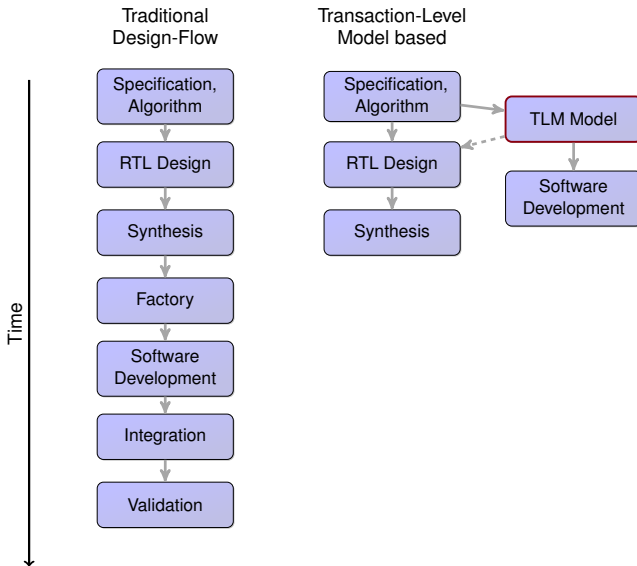 Traditional
Design-Flow
Transaction-Level
Model based
Time
Specification,
Algorithm
RTL Design
Synthesis
Factory
Software
Development
Integration
Validation
Specification,
Algorithm
RTL Design
Synthesis
TLM Model
Software
Development